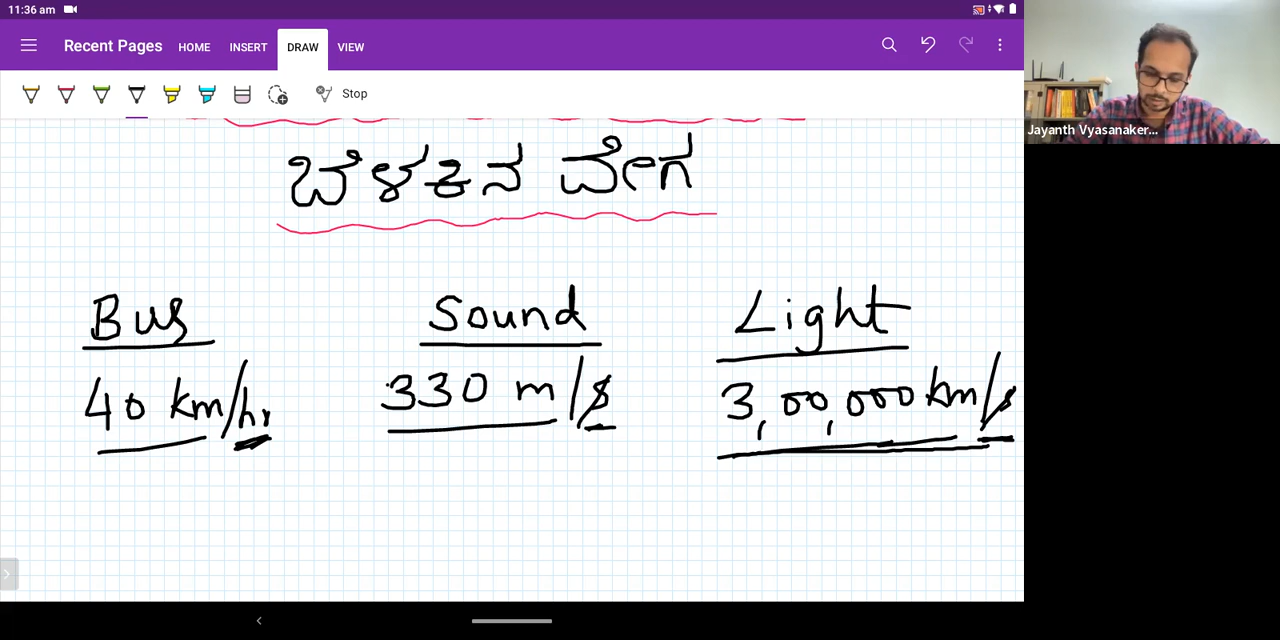 11:36 am
Recent Pages HOME INSERT DRAW VIEW
Stop
Jayanth Vyasanaker...
ಬೆಳಕಿನ ವೇಗ
Bus Sound Light
40 km/hr 330 m/s 3,00,000 km/s